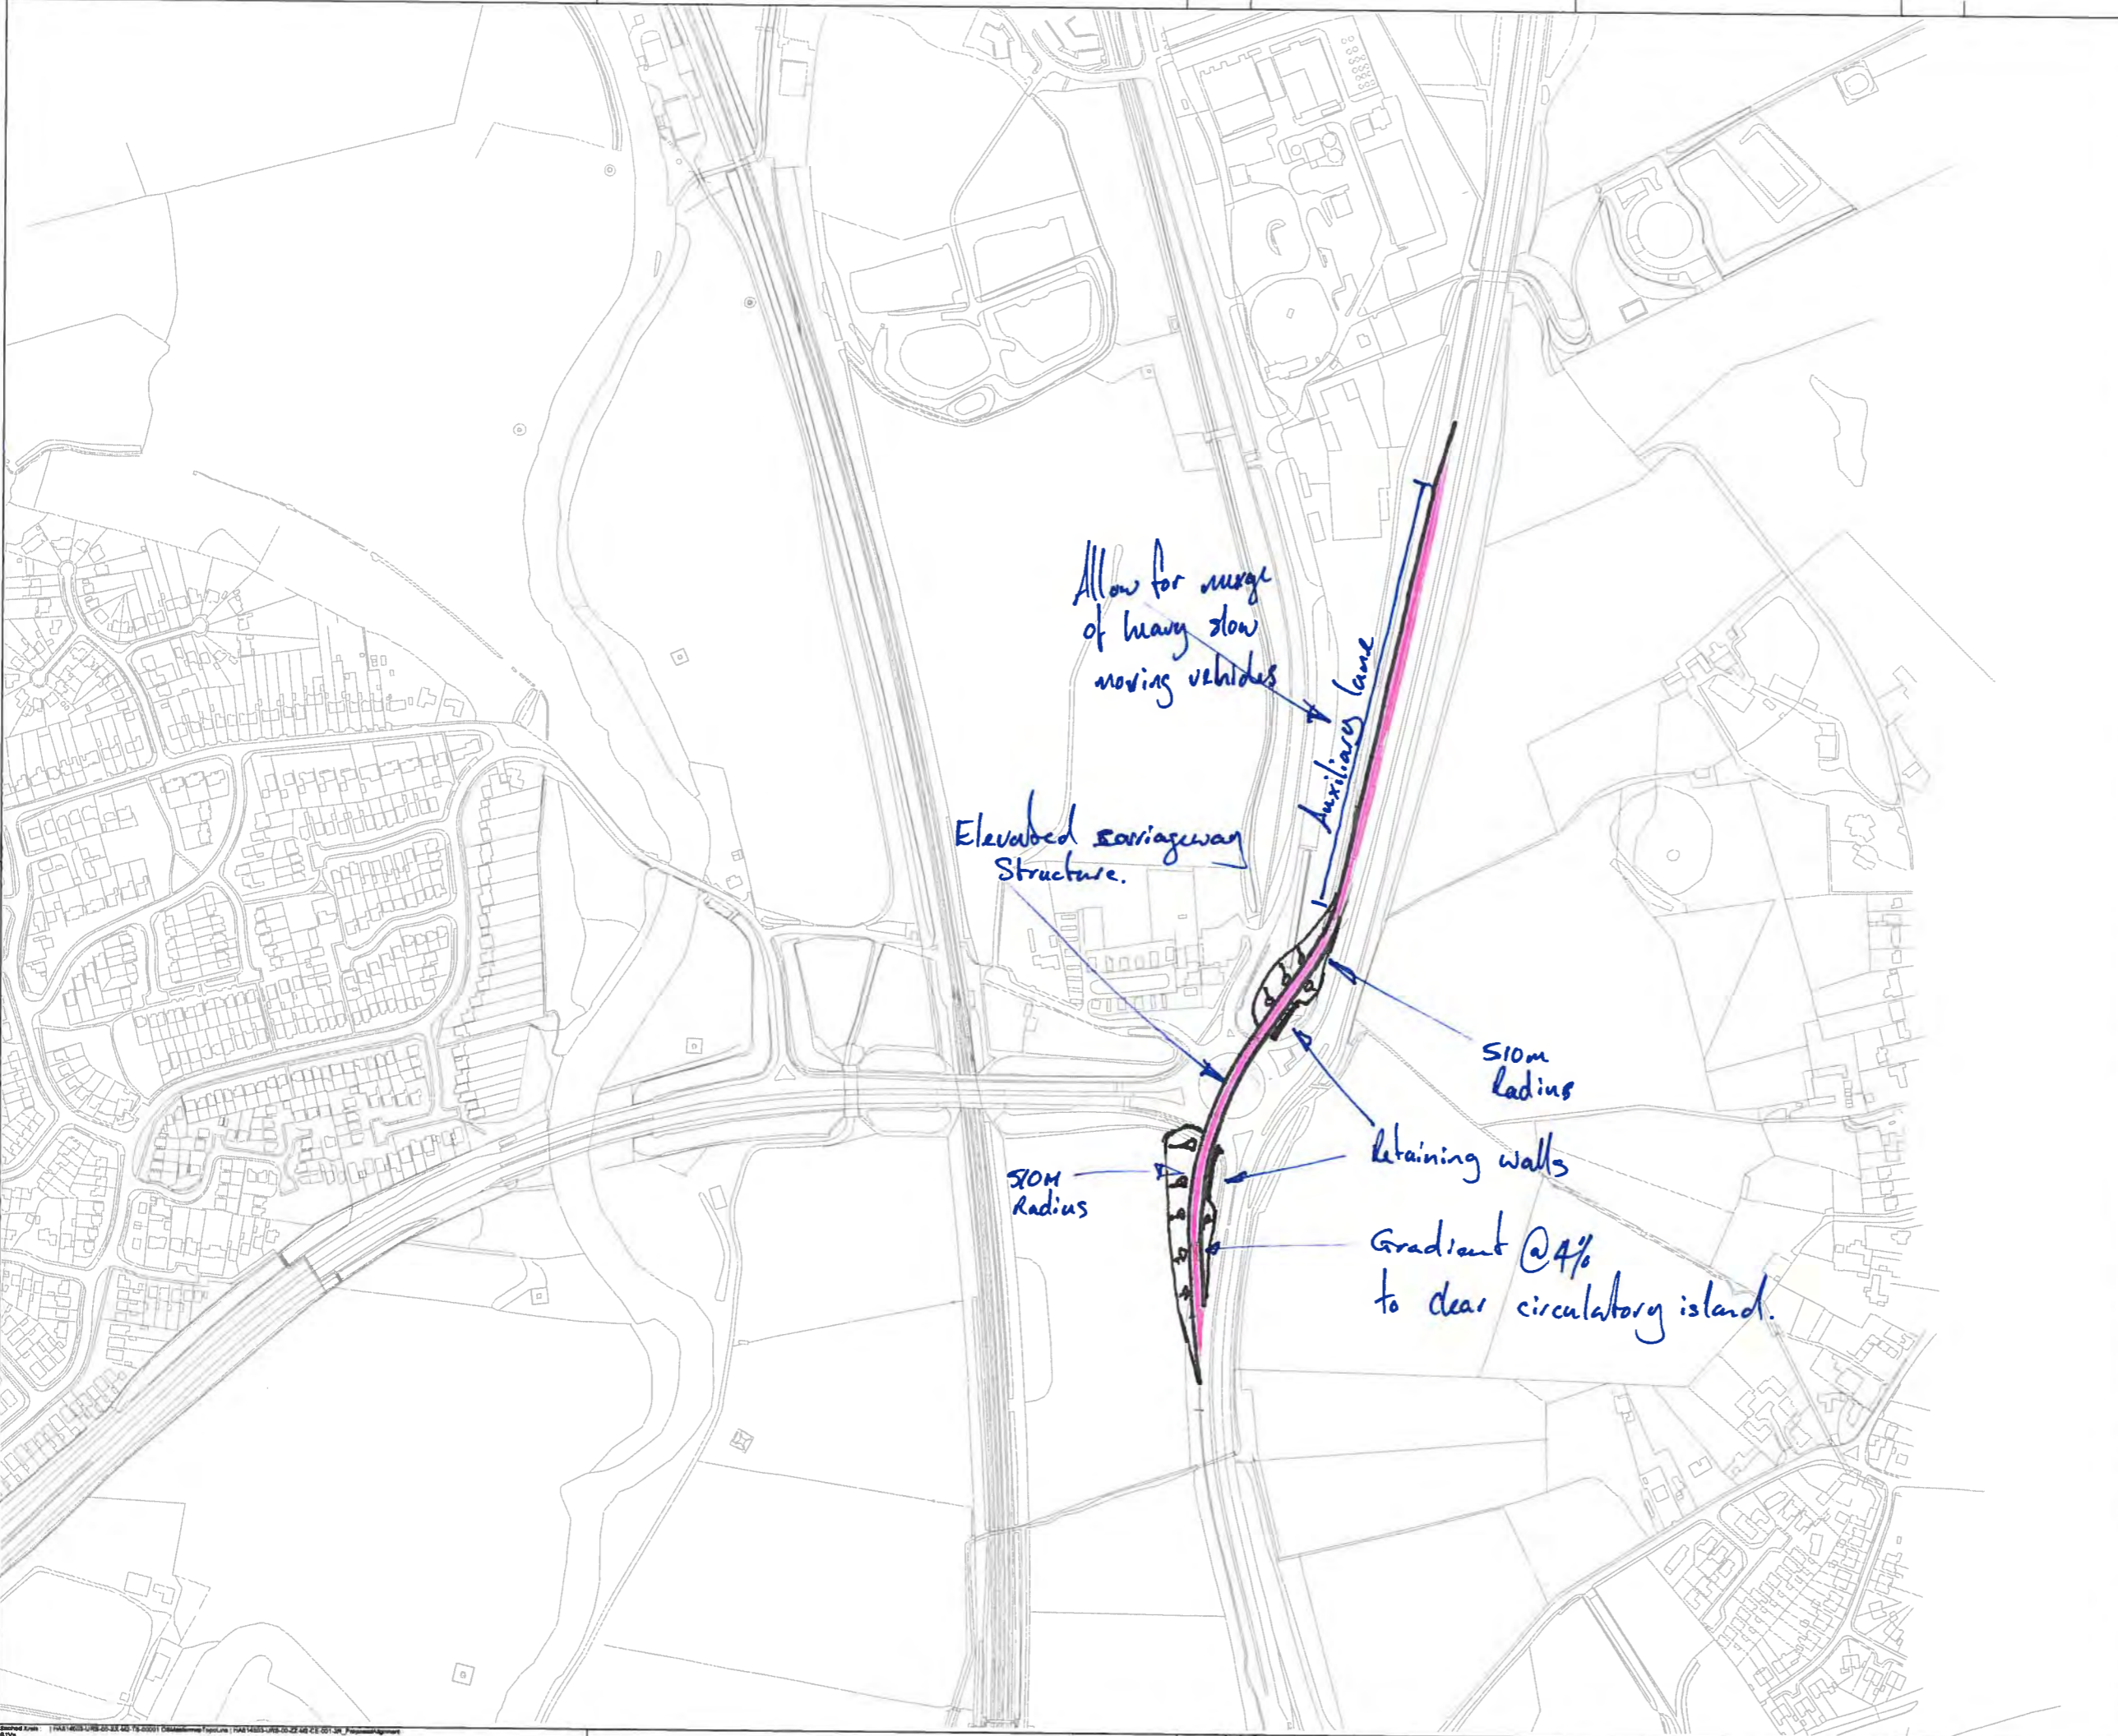 Allow for merge
of heavy slow
moving vehicles
Auxiliary lane
Elevated carriageway
Structure.
510m
Radius
Retaining walls
510m
Radius
Gradient @ 4%
to clear circulatory island.